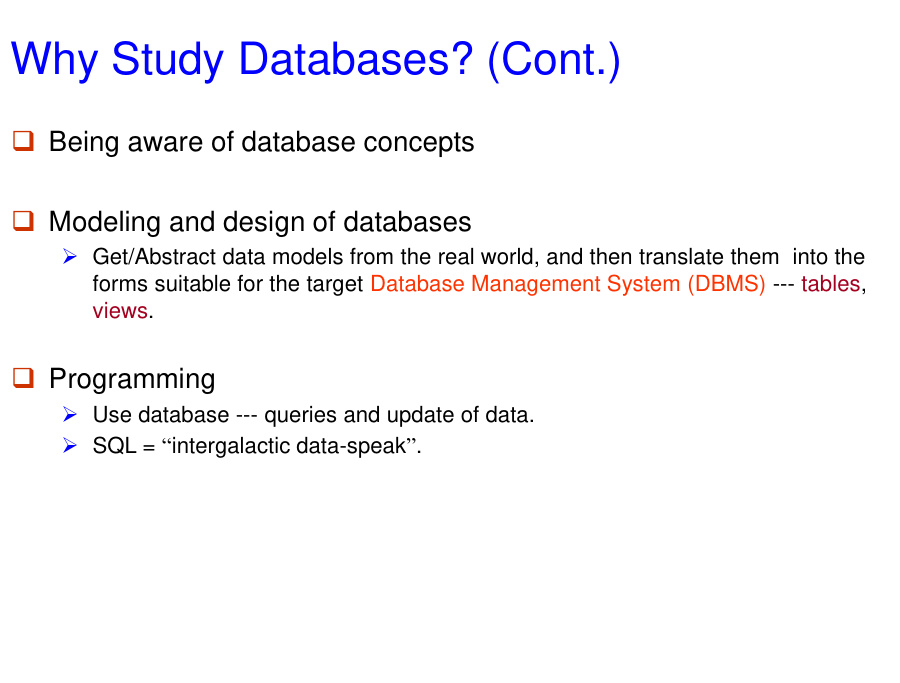 Why Study Databases? (Cont.)
Being aware of database concepts
Modeling and design of databases
Get/Abstract data models from the real world, and then translate them  into the
forms suitable for the target Database Management System (DBMS) --- tables,
views.
Programming
Use database --- queries and update of data.
SQL = “intergalactic data-speak”.